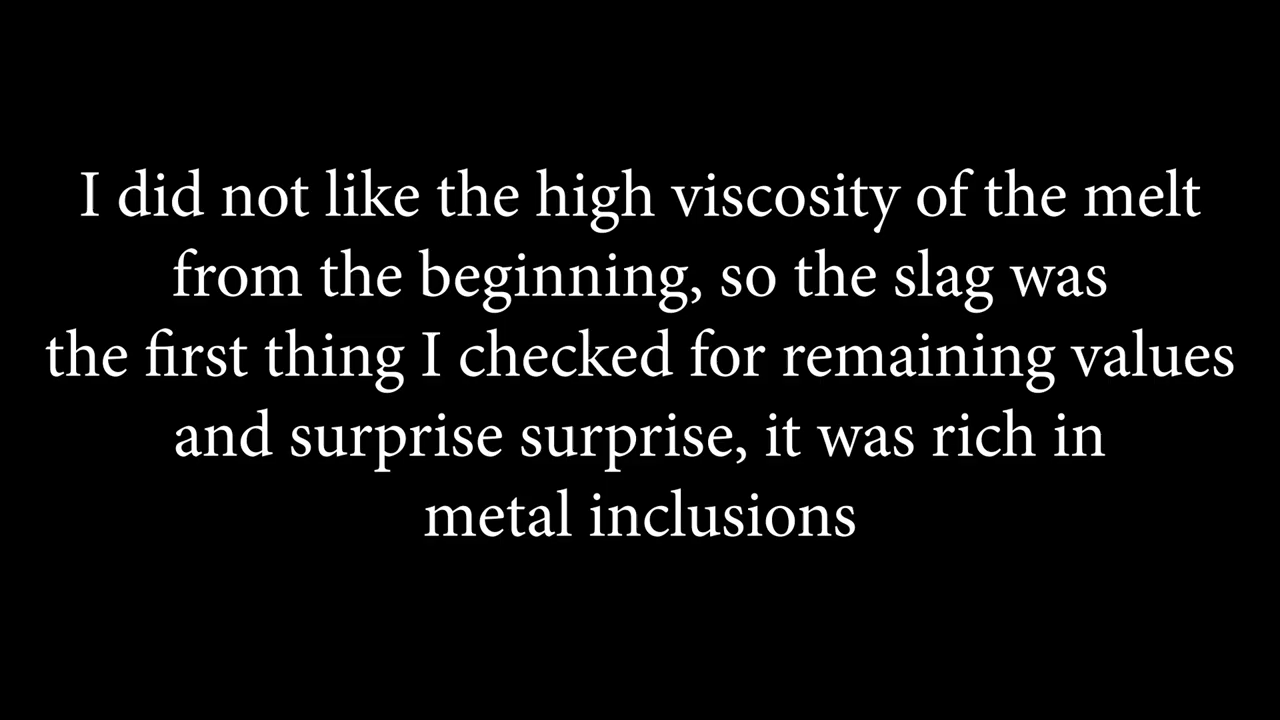 I did not like the high viscosity of the melt
from the beginning, so the slag was
the first thing I checked for remaining values
and surprise surprise, it was rich in
metal inclusions